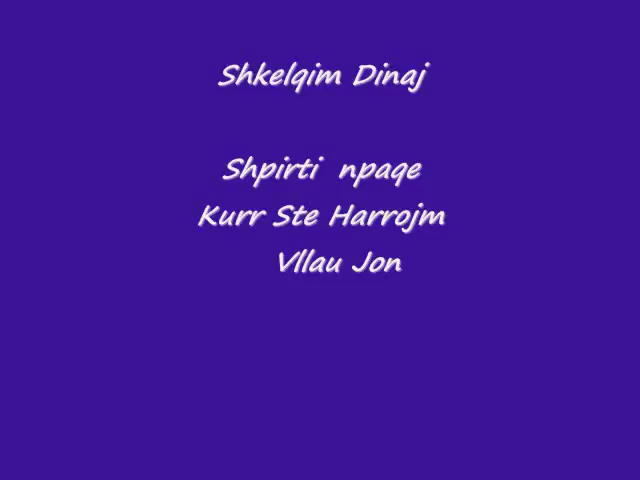 Shkelqim Dinaj
Shpirti npaqe
Kurr Ste Harrojm
Vllau Jon